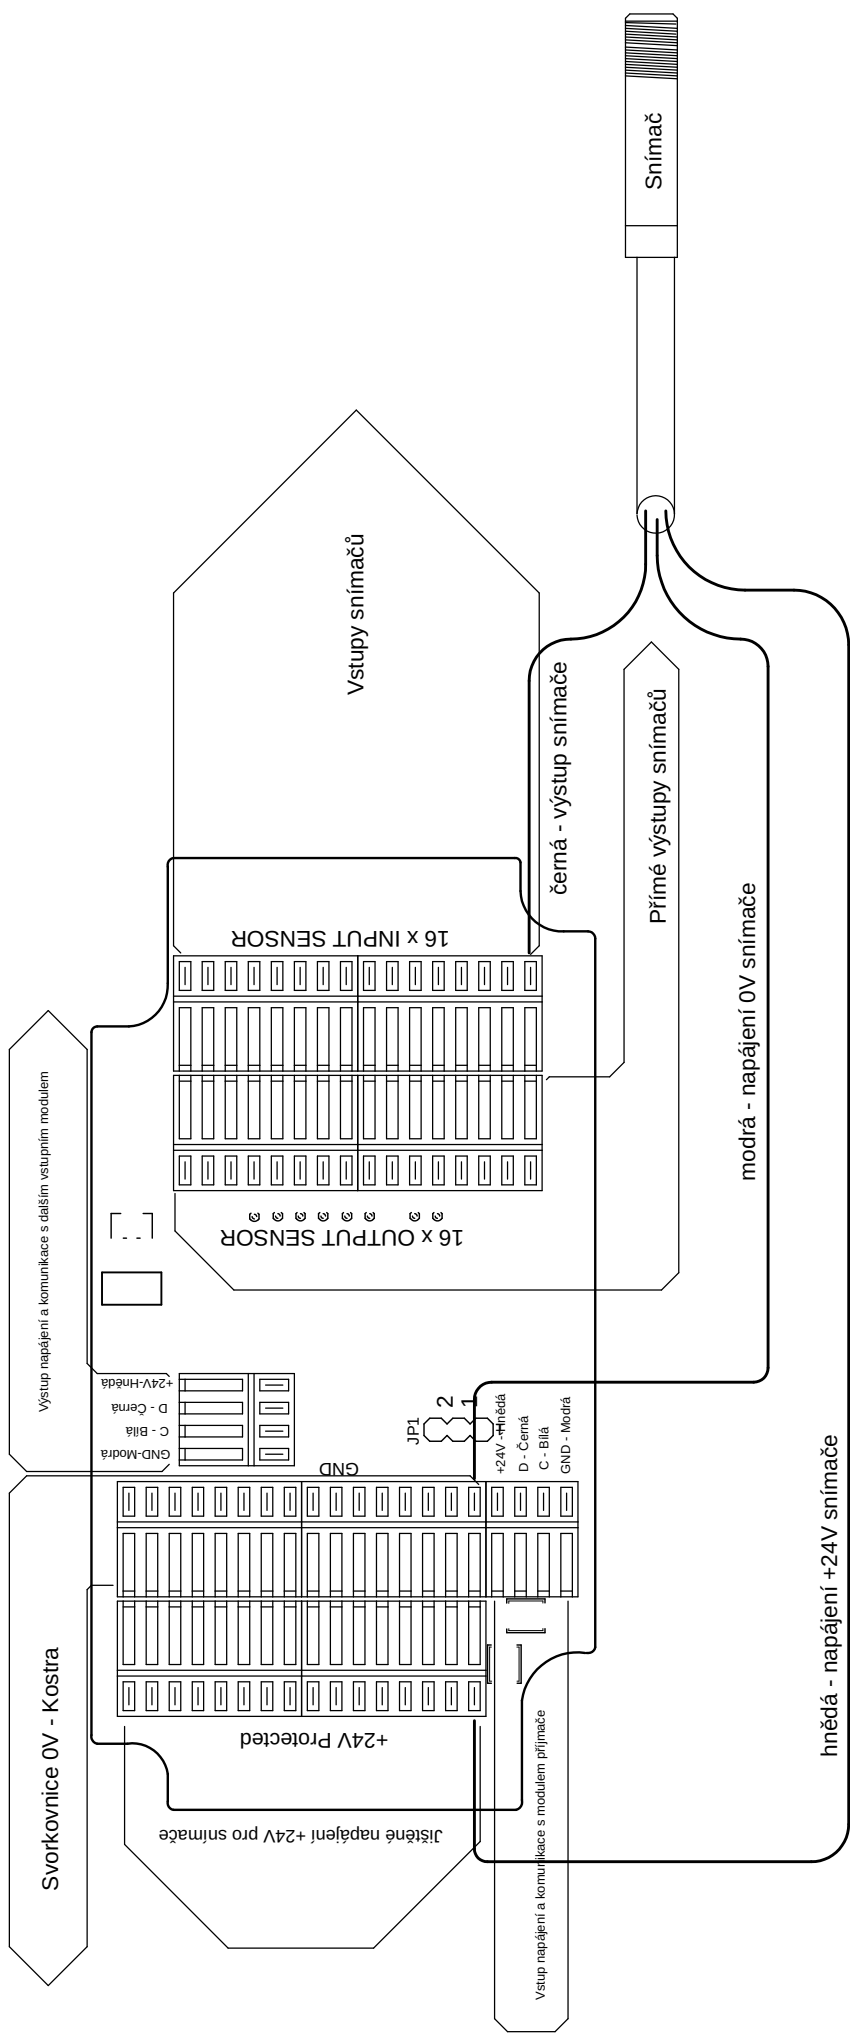 Snímač
Vstupy snímačů
černá - výstup snímače
Přímé výstupy snímačů
modrá - napájení 0V snímače
hnědá - napájení +24V snímače
16 x INPUT SENSOR
16 x OUTPUT SENSOR
Výstup napájení a komunikace s dalším vstupním modulem
+24V-Hnědá
D - Černá
C - Bílá
GND-Modrá
JP1
2
1
+24V - Hnědá
D - Černá
C - Bílá
GND - Modrá
GND
Svorkovnice 0V - Kostra
+24V Protected
Jištěné napájení +24V pro snímače
Vstup napájení a komunikace s modulem příjmače